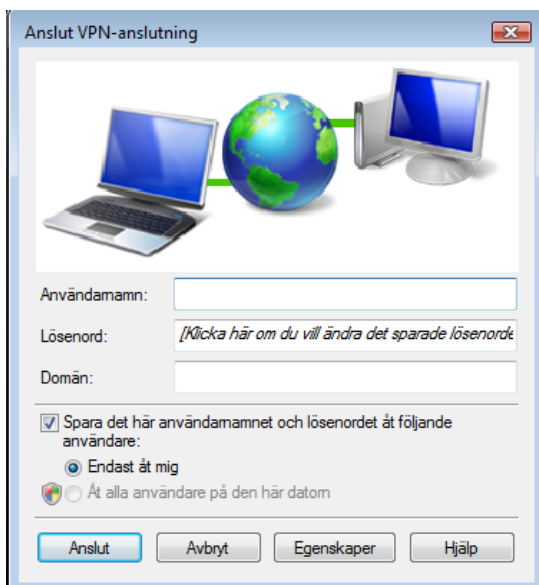 Anslut VPN-anslutning
Användarnamn:
Lösenord:
[Klicka här om du vill ändra det sparade lösenorde
Domän:
Spara det här användarnamnet och lösenordet åt följande
användare:
Endast åt mig
Åt alla användare på den här datorn
Anslut
Avbryt
Egenskaper
Hjälp